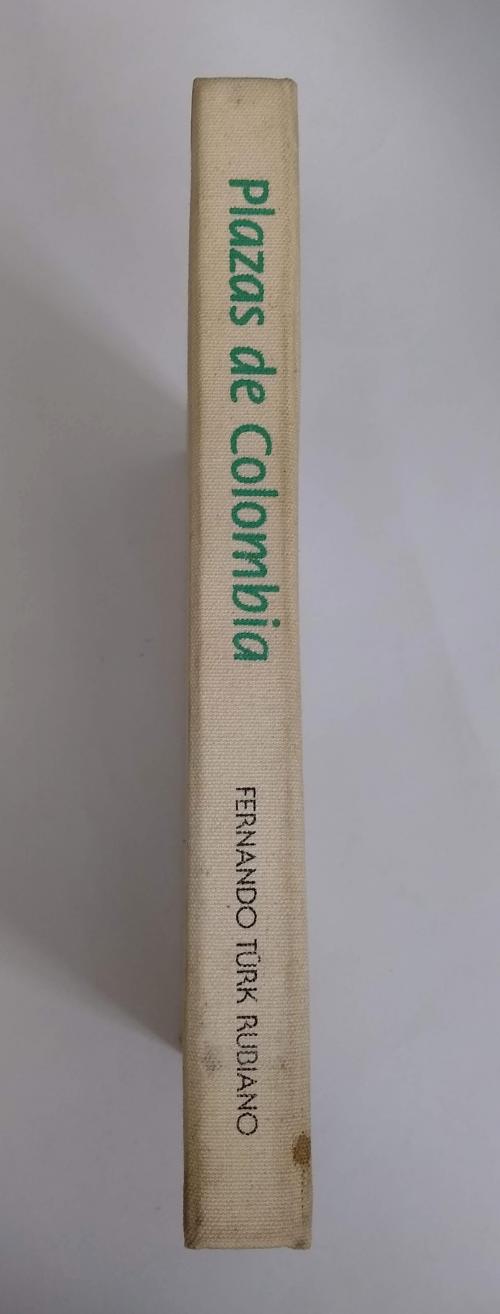 Plazas de Colombia
FERNANDO TÜRK RUBIANO